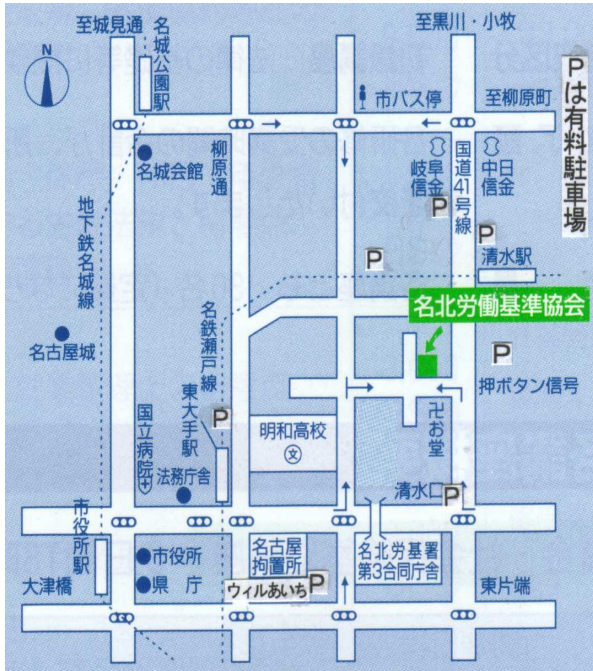 至城見通
名城公園駅
至黒川・小牧
N
Pは有料駐車場
市バス停
至柳原町
名城会館
柳原通
岐阜信金
国道41号線
中日信金
P
P
P
地下鉄名城線
清水駅
名北労働基準協会
名鉄瀬戸線
名古屋城
P
押ボタン信号
東大手駅
P
国立病院
明和高校
文
卍お堂
法務庁舎
清水口
P
市役所駅
市役所
県庁
名古屋拘置所
名北労基署
第3合同庁舎
大津橋
ウィルあいち
P
東片端